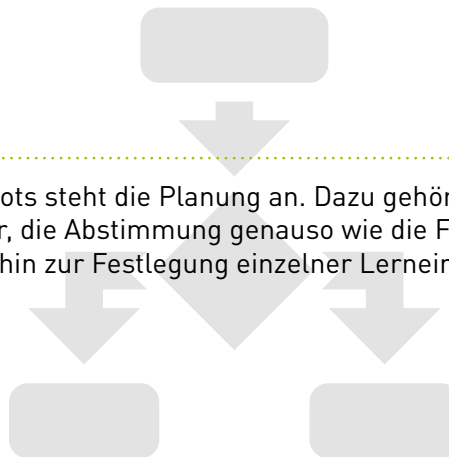 ots steht die Planung an. Dazu gehör
r, die Abstimmung genauso wie die F
hin zur Festlegung einzelner Lernein